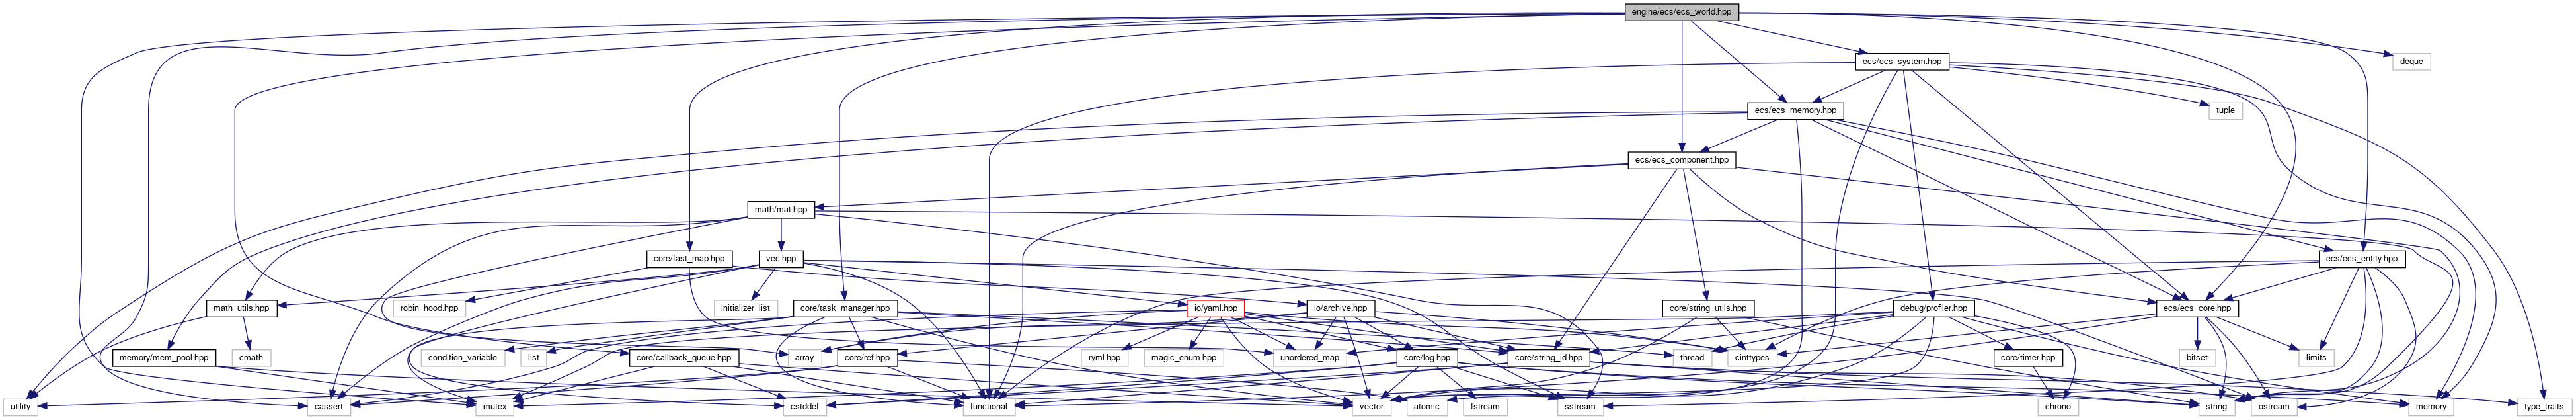 engine/ecs/ecs_world.hpp
ecs/ecs_system.hpp
deque
ecs/ecs_memory.hpp
tuple
ecs/ecs_component.hpp
math/mat.hpp
core/fast_map.hpp
vec.hpp
ecs/ecs_entity.hpp
math_utils.hpp
robin_hood.hpp
initializer_list
core/task_manager.hpp
io/yaml.hpp
io/archive.hpp
core/string_utils.hpp
debug/profiler.hpp
ecs/ecs_core.hpp
memory/mem_pool.hpp
cmath
condition_variable
list
core/callback_queue.hpp
array
core/ref.hpp
ryml.hpp
magic_enum.hpp
unordered_map
core/log.hpp
core/string_id.hpp
thread
cinttypes
core/timer.hpp
bitset
limits
utility
cassert
mutex
cstddef
functional
vector
atomic
fstream
sstream
chrono
string
ostream
memory
type_traits